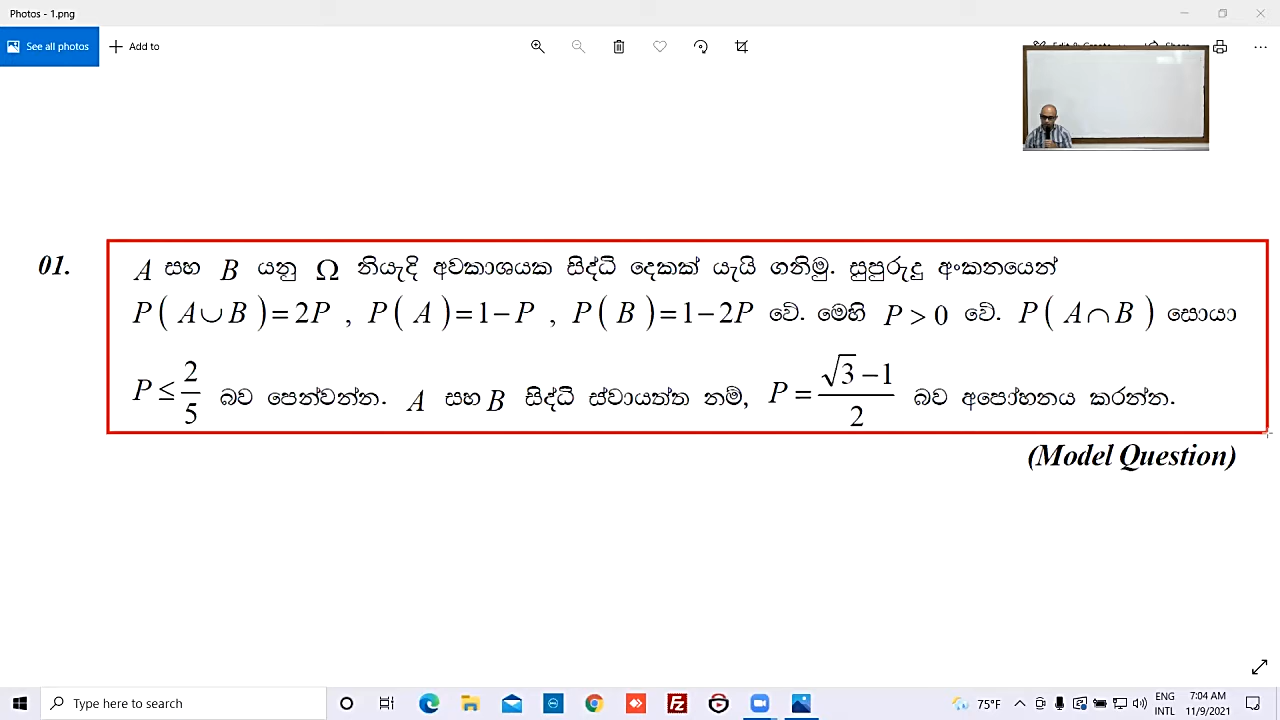 Photos - 1.png
See all photos
Add to
01. A සහ B යනු Ω නියැදි අවකාශයක සිද්ධි දෙකක් යැයි ගනිමු. සුපුරුදු අංකනයෙන්
P(A∪B)=2P , P(A)=1−P , P(B)=1−2P වේ. මෙහි P>0 වේ. P(A∩B) සොයා
P≤2/5 බව පෙන්වන්න. A සහ B සිද්ධි ස්වායත්ත නම්, P=(√3−1)/2 බව අපෝහනය කරන්න.
(Model Question)
Type here to search
75°F
ENG
INTL
7:04 AM
11/9/2021